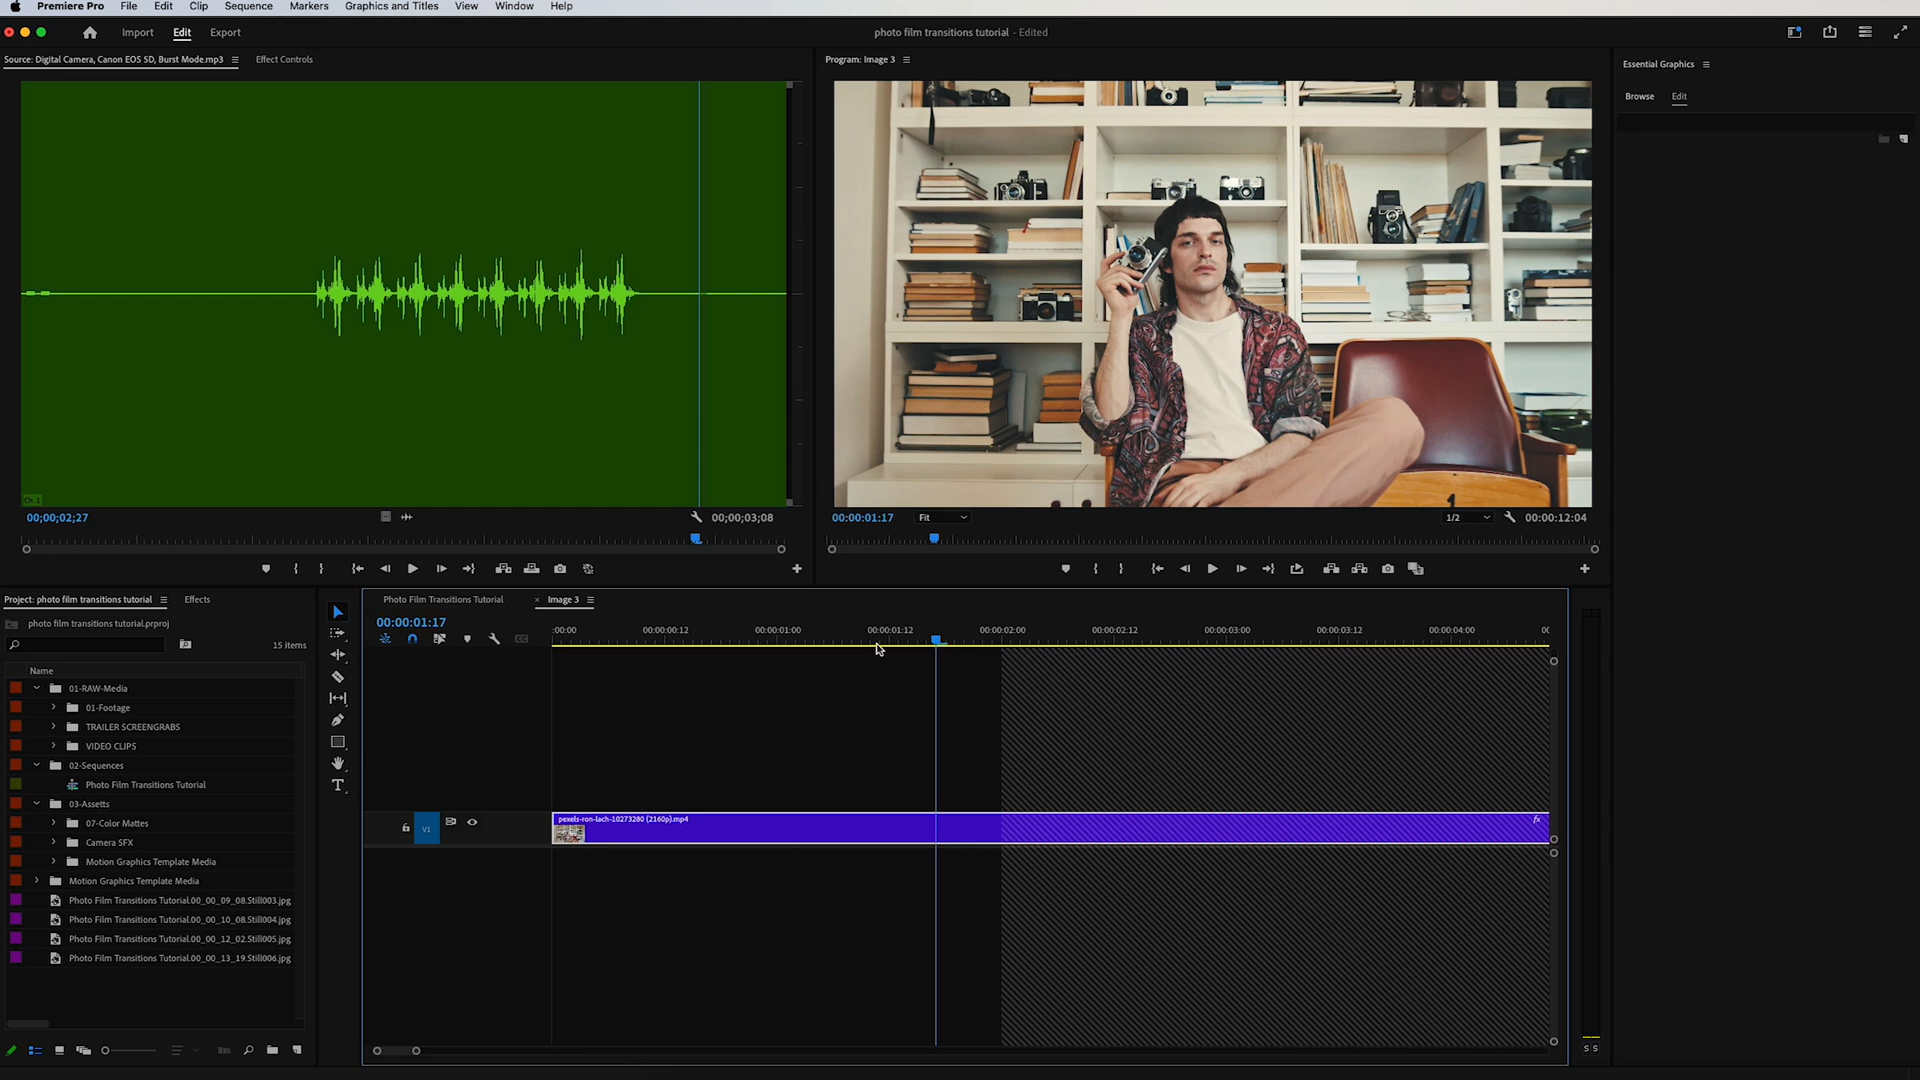 Premiere Pro File Edit Clip Sequence Markers Graphics and Titles View Window Help
Import Edit Export
photo film transitions tutorial - Edited
Source: Digital Camera, Canon EOS 5D, Burst Mode.mp3
Effect Controls
Ch. 1
00;00;02;27
00;00;03;08
Program: Image 3
00:00:01:17
Fit
1/2
00:00:12:04
Essential Graphics
Browse Edit
Project: photo film transitions tutorial
Effects
photo film transitions tutorial.prproj
15 items
Name
01-RAW-Media
01-Footage
TRAILER SCREENGRABS
VIDEO CLIPS
02-Sequences
Photo Film Transitions Tutorial
03-Assetts
07-Color Mattes
Camera SFX
Motion Graphics Template Media
Motion Graphics Template Media
Photo Film Transitions Tutorial.00_00_09_08.Still003.jpg
Photo Film Transitions Tutorial.00_00_10_08.Still004.jpg
Photo Film Transitions Tutorial.00_00_12_02.Still005.jpg
Photo Film Transitions Tutorial.00_00_13_19.Still006.jpg
Photo Film Transitions Tutorial
× Image 3
00:00:01:17
:00:00 00:00:00:12 00:00:01:00 00:00:01:12 00:00:02:00 00:00:02:12 00:00:03:00 00:00:03:12 00:00:04:00
CC
V1
pexels-ron-lach-10273280 (2160p).mp4
fx
T
S S